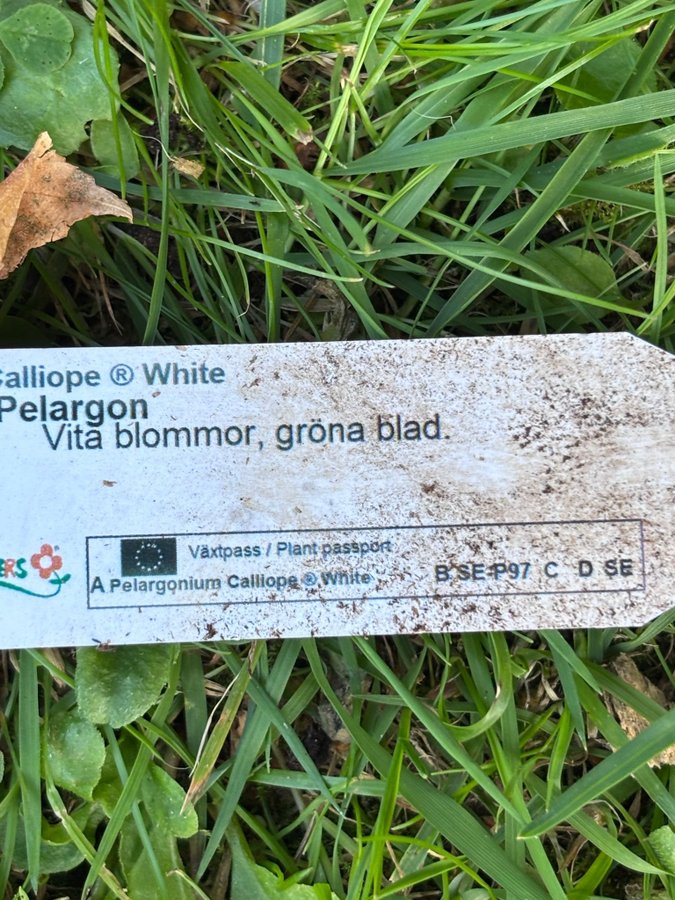 Calliope ® White
Pelargon
Vita blommor, gröna blad.
Växtpass / Plant passport
A Pelargonium Calliope ® White B SE-P97 C D SE